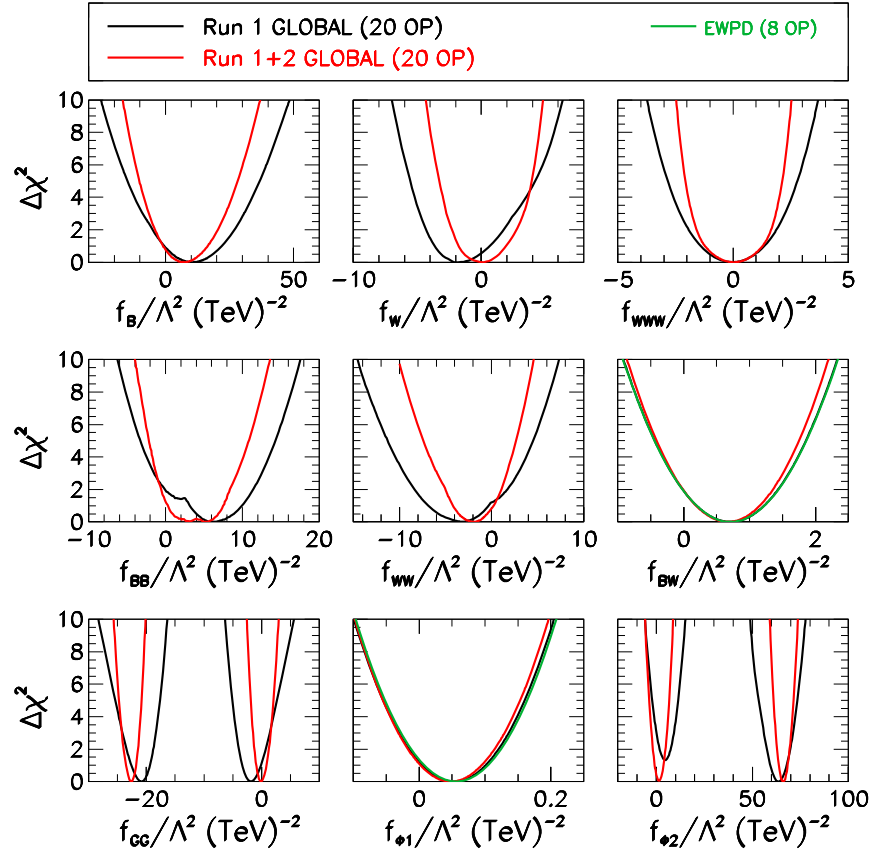 Run 1 GLOBAL (20 OP) EWPD (8 OP)
Run 1+2 GLOBAL (20 OP)
Δχ²
10
8
6
4
2
0
0 50
−10 0 10
−5 0 5
f_B/Λ² (TeV)⁻²
f_W/Λ² (TeV)⁻²
f_WWW/Λ² (TeV)⁻²
Δχ²
10
8
6
4
2
0
−10 0 10 20
−10 0
0 2
f_BB/Λ² (TeV)⁻²
f_WW/Λ² (TeV)⁻²
f_BW/Λ² (TeV)⁻²
Δχ²
10
8
6
4
2
0
−20 0
0 0.2
0 50 100
f_GG/Λ² (TeV)⁻²
f_Φ1/Λ² (TeV)⁻²
f_Φ2/Λ² (TeV)⁻²